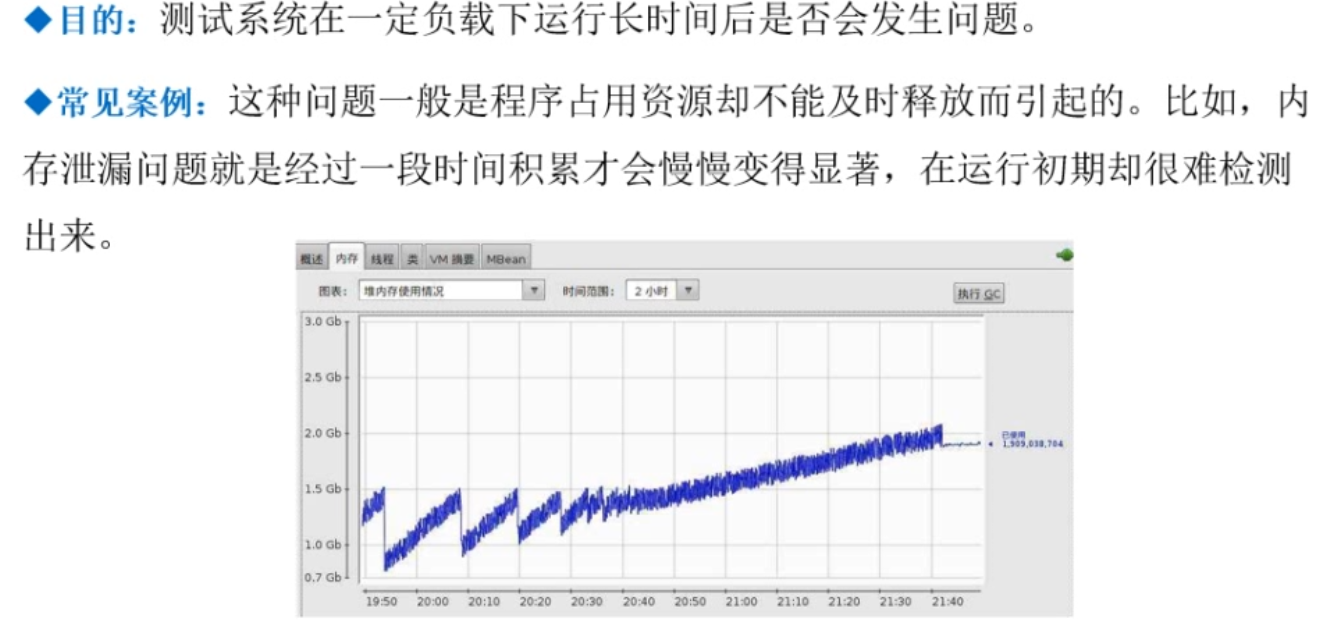 ◆目的：测试系统在一定负载下运行长时间后是否会发生问题。
◆常见案例：这种问题一般是程序占用资源却不能及时释放而引起的。比如，内
存泄漏问题就是经过一段时间积累才会慢慢变得显著，在运行初期却很难检测
出来。
概述 内存 线程 类 VM 摘要 MBean
图表： 堆内存使用情况 时间范围： 2 小时 执行 GC
3.0 Gb
2.5 Gb
2.0 Gb
已使用
1,909,038,704
1.5 Gb
1.0 Gb
0.7 Gb
19:50 20:00 20:10 20:20 20:30 20:40 20:50 21:00 21:10 21:20 21:30 21:40